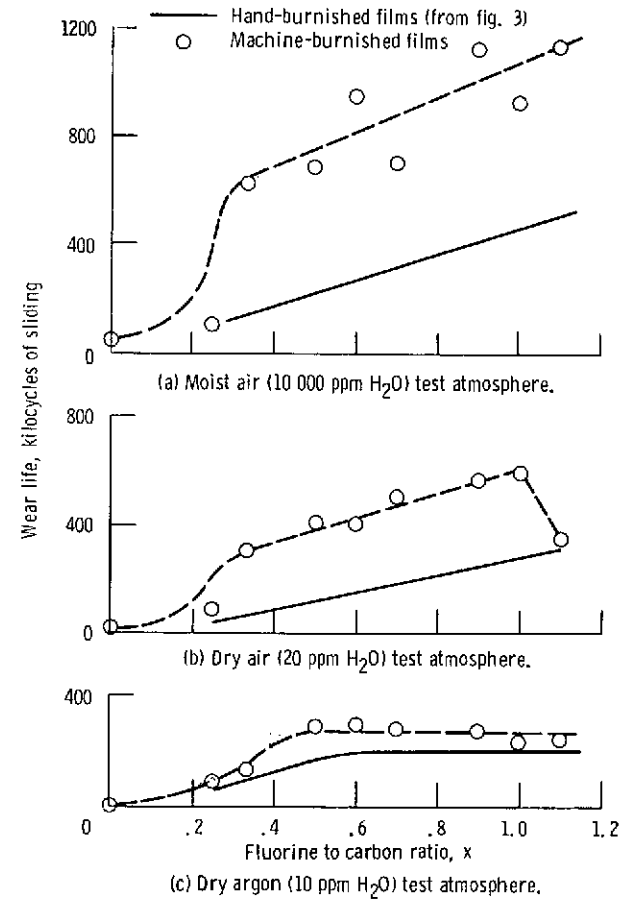 Hand-burnished films (from fig. 3)
Machine-burnished films
1200
800
400
0
(a) Moist air (10 000 ppm H₂O) test atmosphere.
Wear life, kilocycles of sliding
800
400
0
(b) Dry air (20 ppm H₂O) test atmosphere.
400
0 .2 .4 .6 .8 1.0 1.2
Fluorine to carbon ratio, x
(c) Dry argon (10 ppm H₂O) test atmosphere.